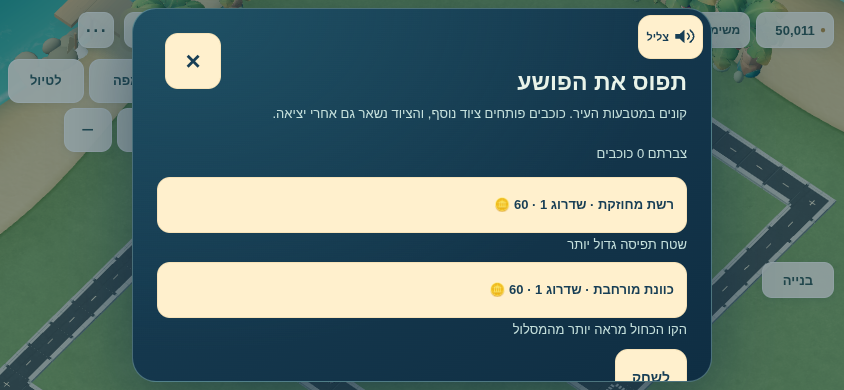 50,011
משימ
צליל
×
...
לטיול
מפה
–
תפוס את הפושע
קונים במטבעות העיר. כוכבים פותחים ציוד נוסף, והציוד נשאר גם אחרי יציאה.
צברתם 0 כוכבים
רשת מחוזקת · שדרוג 1 · 60 🪙
שטח תפיסה גדול יותר
כוונת מורחבת · שדרוג 1 · 60 🪙
הקו הכחול מראה יותר מהמסלול
בנייה
לשחק